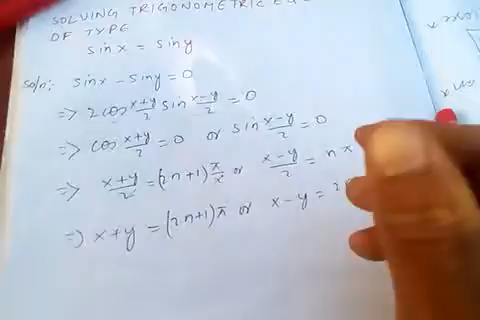 SOLVING TRIGONOMETRIC
OF TYPE
sin x = sin y
soln: sin x - sin y = 0
=> 2 cos (x+y)/2 sin (x-y)/2 = 0
=> cos (x+y)/2 = 0 or sin (x-y)/2 = 0
=> (x+y)/2 = (2n+1) π/2 or (x-y)/2 = n π
=> x+y = (2n+1) π or x - y = 2